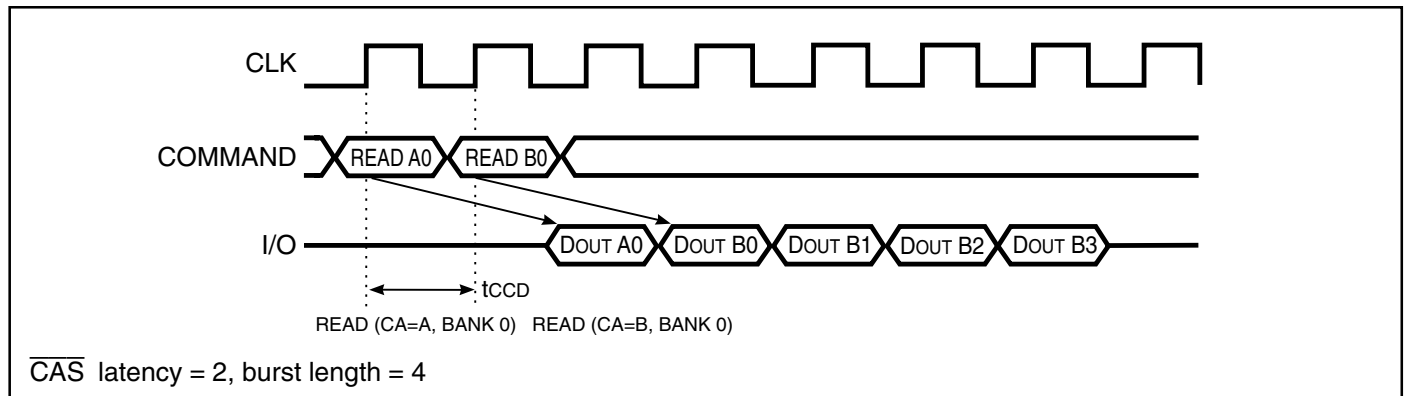 CLK
COMMAND READ A0 READ B0
I/O DOUT A0 DOUT B0 DOUT B1 DOUT B2 DOUT B3
tCCD
READ (CA=A, BANK 0) READ (CA=B, BANK 0)
C̅A̅S̅ latency = 2, burst length = 4